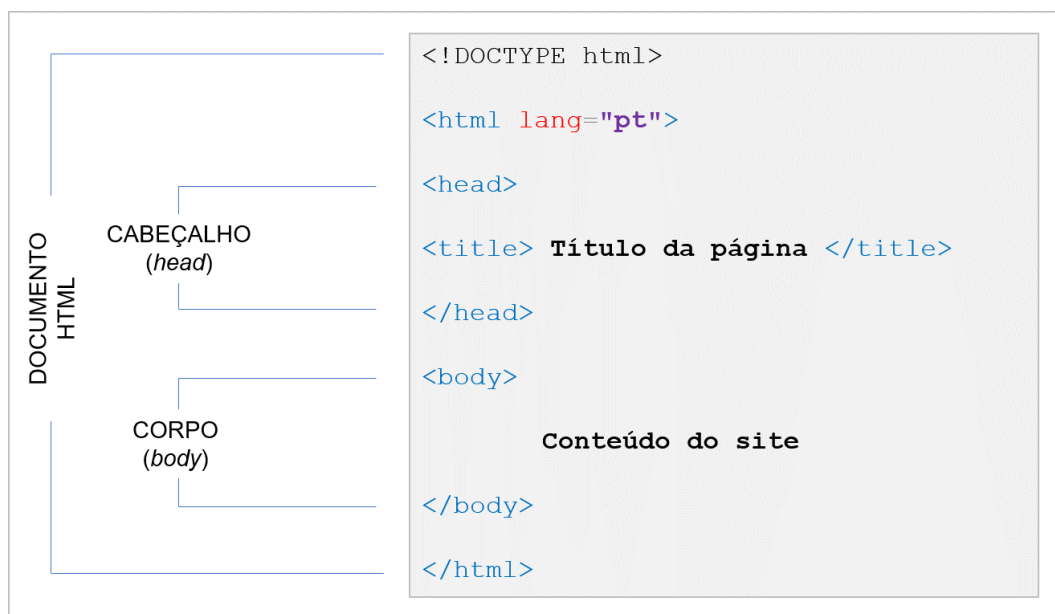 DOCUMENTO
HTML
CABEÇALHO
(head)
CORPO
(body)
<!DOCTYPE html>
<html lang="pt">
<head>
<title> Título da página </title>
</head>
<body>
Conteúdo do site
</body>
</html>